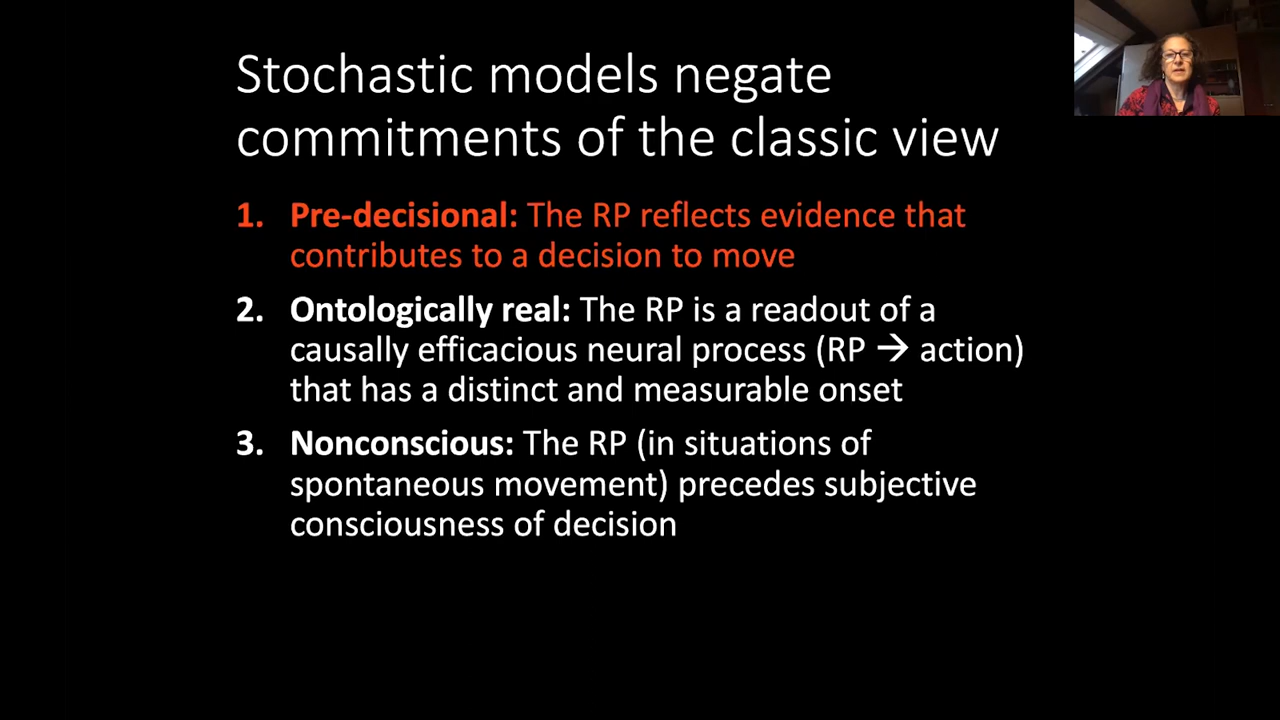 Stochastic models negate
commitments of the classic view
1. Pre-decisional: The RP reflects evidence that
contributes to a decision to move
2. Ontologically real: The RP is a readout of a
causally efficacious neural process (RP → action)
that has a distinct and measurable onset
3. Nonconscious: The RP (in situations of
spontaneous movement) precedes subjective
consciousness of decision